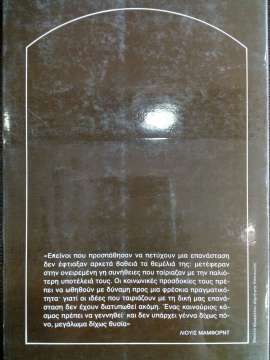 «Εκείνοι που προσπάθησαν να πετύχουν μια επανάσταση
δεν έφτιαξαν αρκετά βαθειά τα θεμέλιά της: μετέφεραν
στην ονειρεμένη γη συνήθειες που ταίριαζαν με την παλιό-
τερη υποτέλειά τους. Οι κοινωνικές προσδοκίες τους πρέ-
πει να ωθηθούν με δύναμη προς μια φρέσκια πραγματικό-
τητα· γιατί οι ιδέες που ταιριάζουν με τη δική μας επανά-
σταση δεν έχουν διατυπωθεί ακόμη. Ένας καινούριος κό-
σμος πρέπει να γεννηθεί· και δεν υπάρχει γέννα δίχως πό-
νο, μεγάλωμα δίχως θυσία»
ΛΙΟΥΙΣ ΜΑΜΦΟΡΝΤ